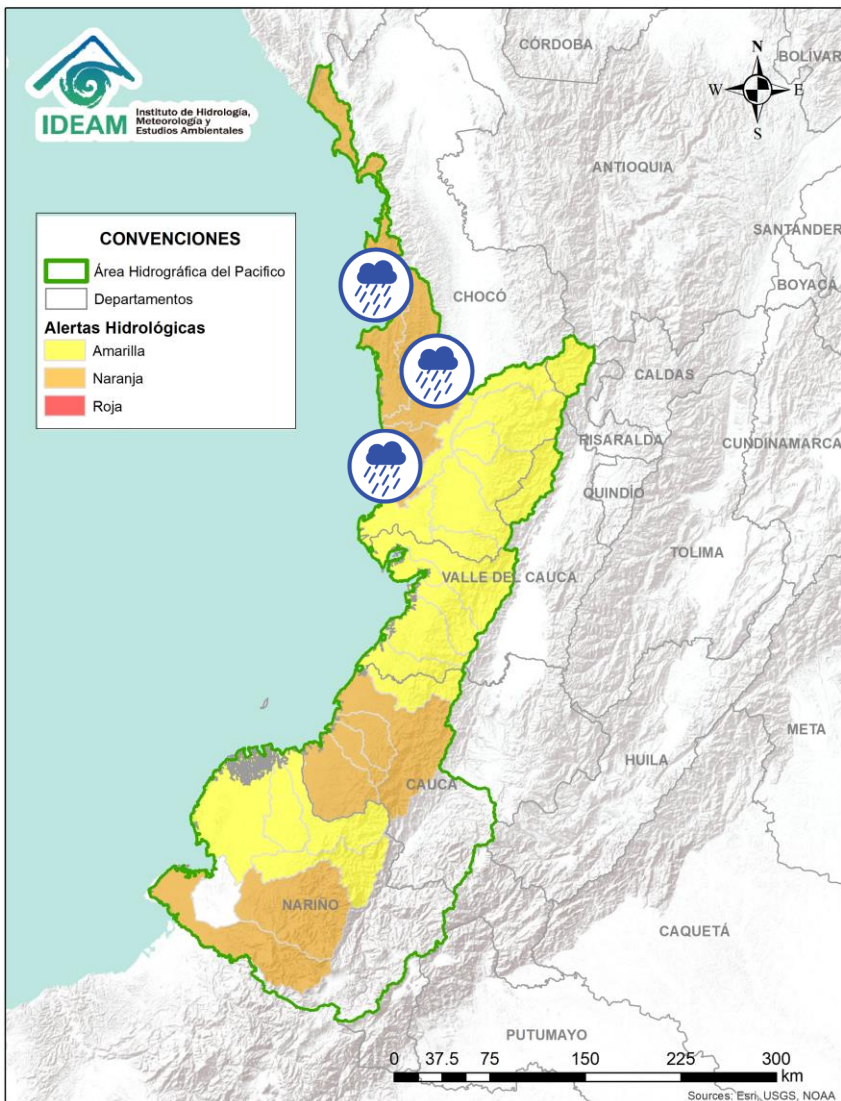 IDEAM
Instituto de Hidrología,
Meteorología y
Estudios Ambientales
CÓRDOBA
BOLÍVAR
N
W
E
S
ANTIOQUIA
SANTANDER
BOYACÁ
CONVENCIONES
Área Hidrográfica del Pacifico
Departamentos
Alertas Hidrológicas
Amarilla
Naranja
Roja
CHOCÓ
CALDAS
RISARALDA
CUNDINAMARCA
QUINDÍO
TOLIMA
VALLE DEL CAUCA
META
HUILA
CAUCA
NARIÑO
CAQUETÁ
PUTUMAYO
0 37.5 75 150 225 300
km
Sources: Esri, USGS, NOAA